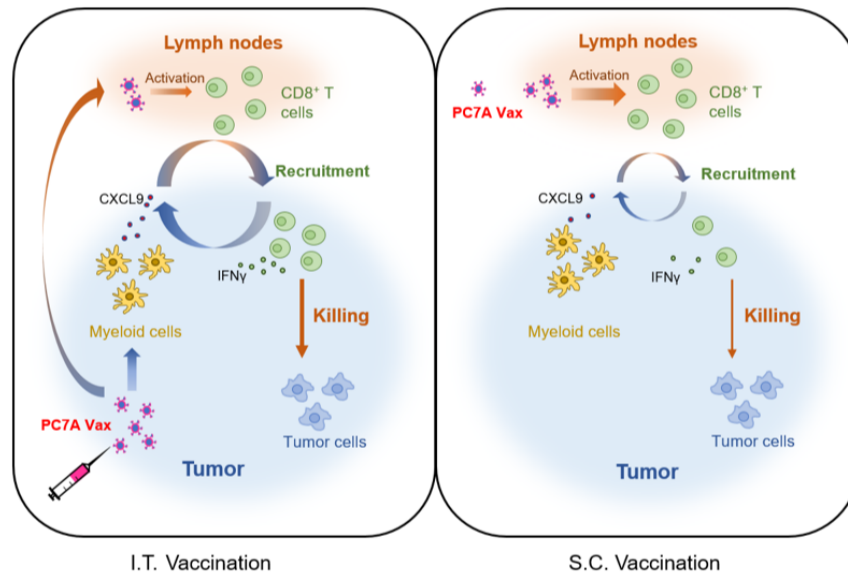 Lymph nodes
Activation
CD8⁺ T
cells
Recruitment
CXCL9
IFNγ
Myeloid cells
Killing
PC7A Vax
Tumor cells
Tumor
I.T. Vaccination
Lymph nodes
Activation
PC7A Vax
CD8⁺ T
cells
Recruitment
CXCL9
IFNγ
Myeloid cells
Killing
Tumor cells
Tumor
S.C. Vaccination